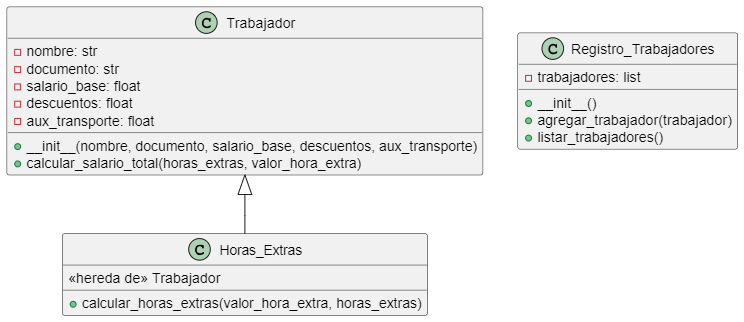 C Trabajador
nombre: str
documento: str
salario_base: float
descuentos: float
aux_transporte: float
__init__(nombre, documento, salario_base, descuentos, aux_transporte)
calcular_salario_total(horas_extras, valor_hora_extra)
C Registro_Trabajadores
trabajadores: list
__init__()
agregar_trabajador(trabajador)
listar_trabajadores()
C Horas_Extras
«hereda de» Trabajador
calcular_horas_extras(valor_hora_extra, horas_extras)